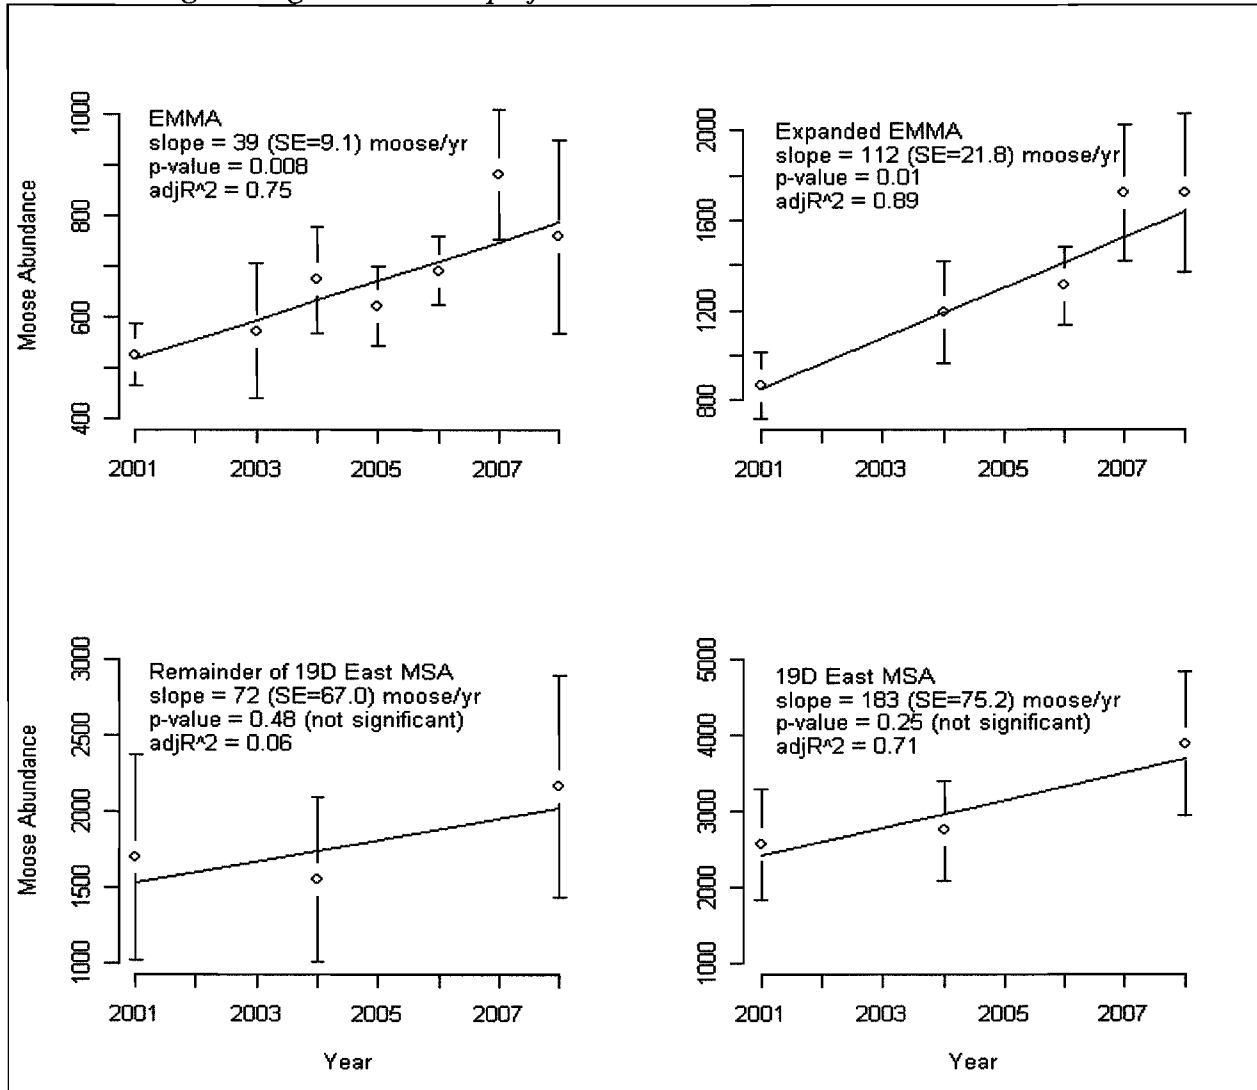 EMMA
slope = 39 (SE=9.1) moose/yr
p-value = 0.008
adjR^2 = 0.75
Moose Abundance
1000
800
600
400
2001
2003
2005
2007
Expanded EMMA
slope = 112 (SE=21.8) moose/yr
p-value = 0.01
adjR^2 = 0.89
2000
1600
1200
800
2001
2003
2005
2007
Remainder of 19D East MSA
slope = 72 (SE=67.0) moose/yr
p-value = 0.48 (not significant)
adjR^2 = 0.06
Moose Abundance
3000
2500
2000
1500
1000
2001
2003
2005
2007
Year
19D East MSA
slope = 183 (SE=75.2) moose/yr
p-value = 0.25 (not significant)
adjR^2 = 0.71
5000
4000
3000
2000
1000
2001
2003
2005
2007
Year